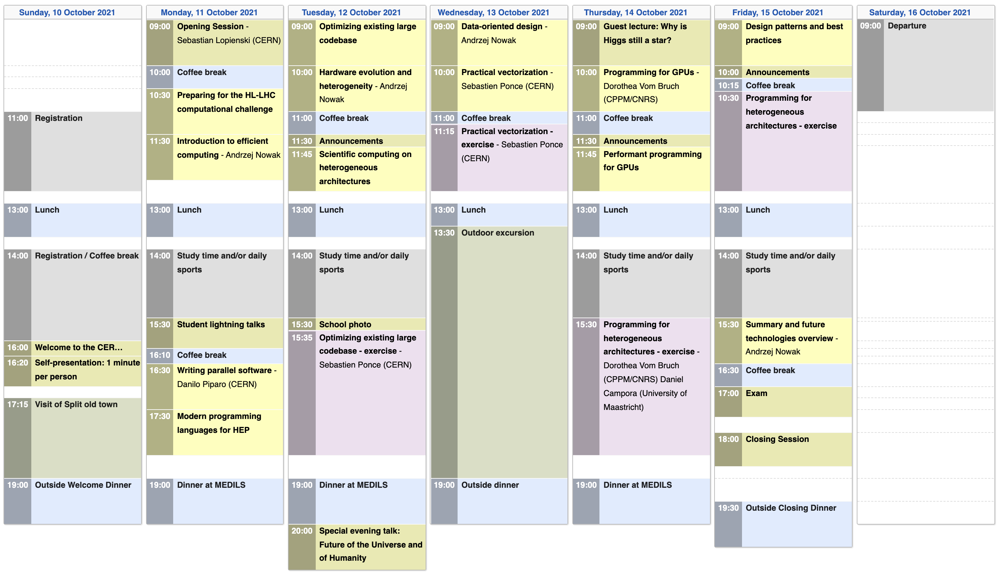 Sunday, 10 October 2021
11:00 Registration
13:00 Lunch
14:00 Registration / Coffee break
16:00 Welcome to the CER...
16:20 Self-presentation: 1 minute
per person
17:15 Visit of Split old town
19:00 Outside Welcome Dinner
Monday, 11 October 2021
09:00 Opening Session -
Sebastian Lopienski (CERN)
10:00 Coffee break
10:30 Preparing for the HL-LHC
computational challenge
11:30 Introduction to efficient
computing - Andrzej Nowak
13:00 Lunch
14:00 Study time and/or daily
sports
15:30 Student lightning talks
16:10 Coffee break
16:30 Writing parallel software -
Danilo Piparo (CERN)
17:30 Modern programming
languages for HEP
19:00 Dinner at MEDILS
Tuesday, 12 October 2021
09:00 Optimizing existing large
codebase
10:00 Hardware evolution and
heterogeneity - Andrzej
Nowak
11:00 Coffee break
11:30 Announcements
11:45 Scientific computing on
heterogeneous
architectures
13:00 Lunch
14:00 Study time and/or daily
sports
15:30 School photo
15:35 Optimizing existing large
codebase - exercise -
Sebastien Ponce (CERN)
19:00 Dinner at MEDILS
20:00 Special evening talk:
Future of the Universe and
of Humanity
Wednesday, 13 October 2021
09:00 Data-oriented design -
Andrzej Nowak
10:00 Practical vectorization -
Sebastien Ponce (CERN)
11:00 Coffee break
11:15 Practical vectorization -
exercise - Sebastien Ponce
(CERN)
13:00 Lunch
13:30 Outdoor excursion
19:00 Outside dinner
Thursday, 14 October 2021
09:00 Guest lecture: Why is
Higgs still a star?
10:00 Programming for GPUs -
Dorothea Vom Bruch
(CPPM/CNRS)
11:00 Coffee break
11:30 Announcements
11:45 Performant programming
for GPUs
13:00 Lunch
14:00 Study time and/or daily
sports
15:30 Programming for
heterogeneous
architectures - exercise -
Dorothea Vom Bruch
(CPPM/CNRS) Daniel
Campora (University of
Maastricht)
19:00 Dinner at MEDILS
Friday, 15 October 2021
09:00 Design patterns and best
practices
10:00 Announcements
10:15 Coffee break
10:30 Programming for
heterogeneous
architectures - exercise
13:00 Lunch
14:00 Study time and/or daily
sports
15:30 Summary and future
technologies overview -
Andrzej Nowak
16:30 Coffee break
17:00 Exam
18:00 Closing Session
19:30 Outside Closing Dinner
Saturday, 16 October 2021
09:00 Departure